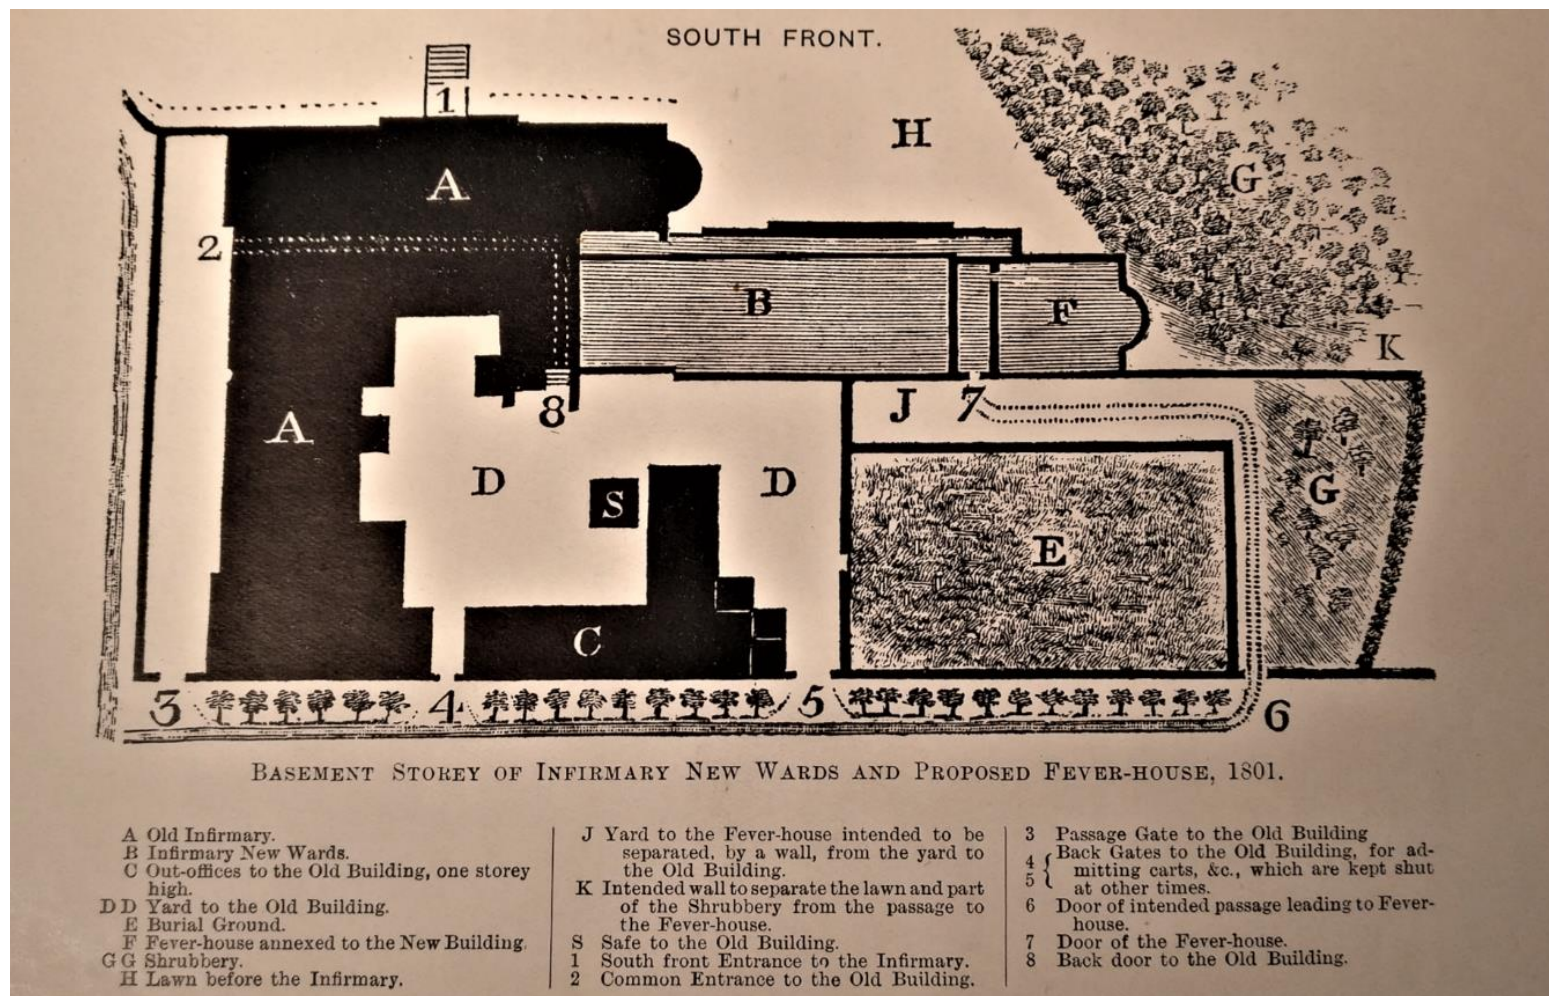 SOUTH FRONT.
1
H
A
G
2
B
F
K
8
J
7
A
D
S
D
G
E
C
3
4
5
6
BASEMENT STOREY OF INFIRMARY NEW WARDS AND PROPOSED FEVER-HOUSE, 1801.
A Old Infirmary.
B Infirmary New Wards.
C Out-offices to the Old Building, one storey
high.
D D Yard to the Old Building.
E Burial Ground.
F Fever-house annexed to the New Building.
G G Shrubbery.
H Lawn before the Infirmary.
J Yard to the Fever-house intended to be
separated, by a wall, from the yard to
the Old Building.
K Intended wall to separate the lawn and part
of the Shrubbery from the passage to
the Fever-house.
S Safe to the Old Building.
1 South front Entrance to the Infirmary.
2 Common Entrance to the Old Building.
3 Passage Gate to the Old Building
4 { Back Gates to the Old Building, for ad-
5 mitting carts, &c., which are kept shut
at other times.
6 Door of intended passage leading to Fever-
house.
7 Door of the Fever-house.
8 Back door to the Old Building.